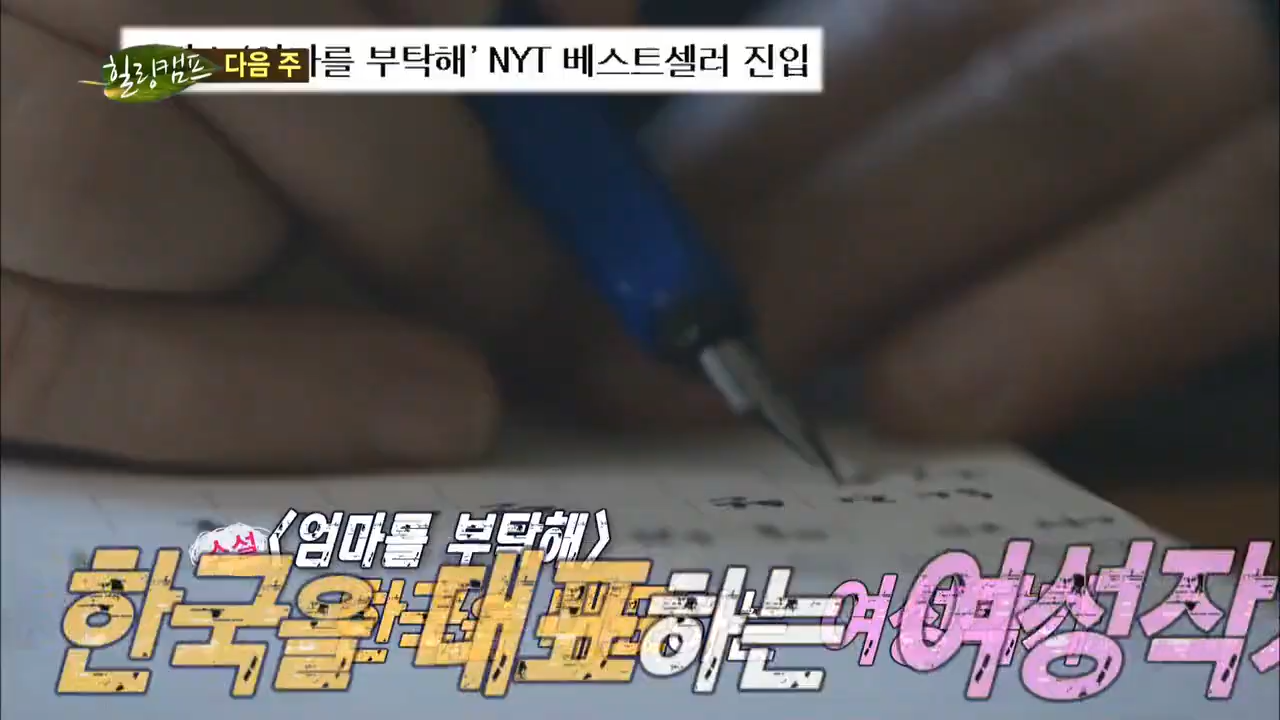 힐링캠프 다음 주
마를 부탁해’ NYT 베스트셀러 진입
소설 <엄마를 부탁해>
한국을 대표하는 여성작